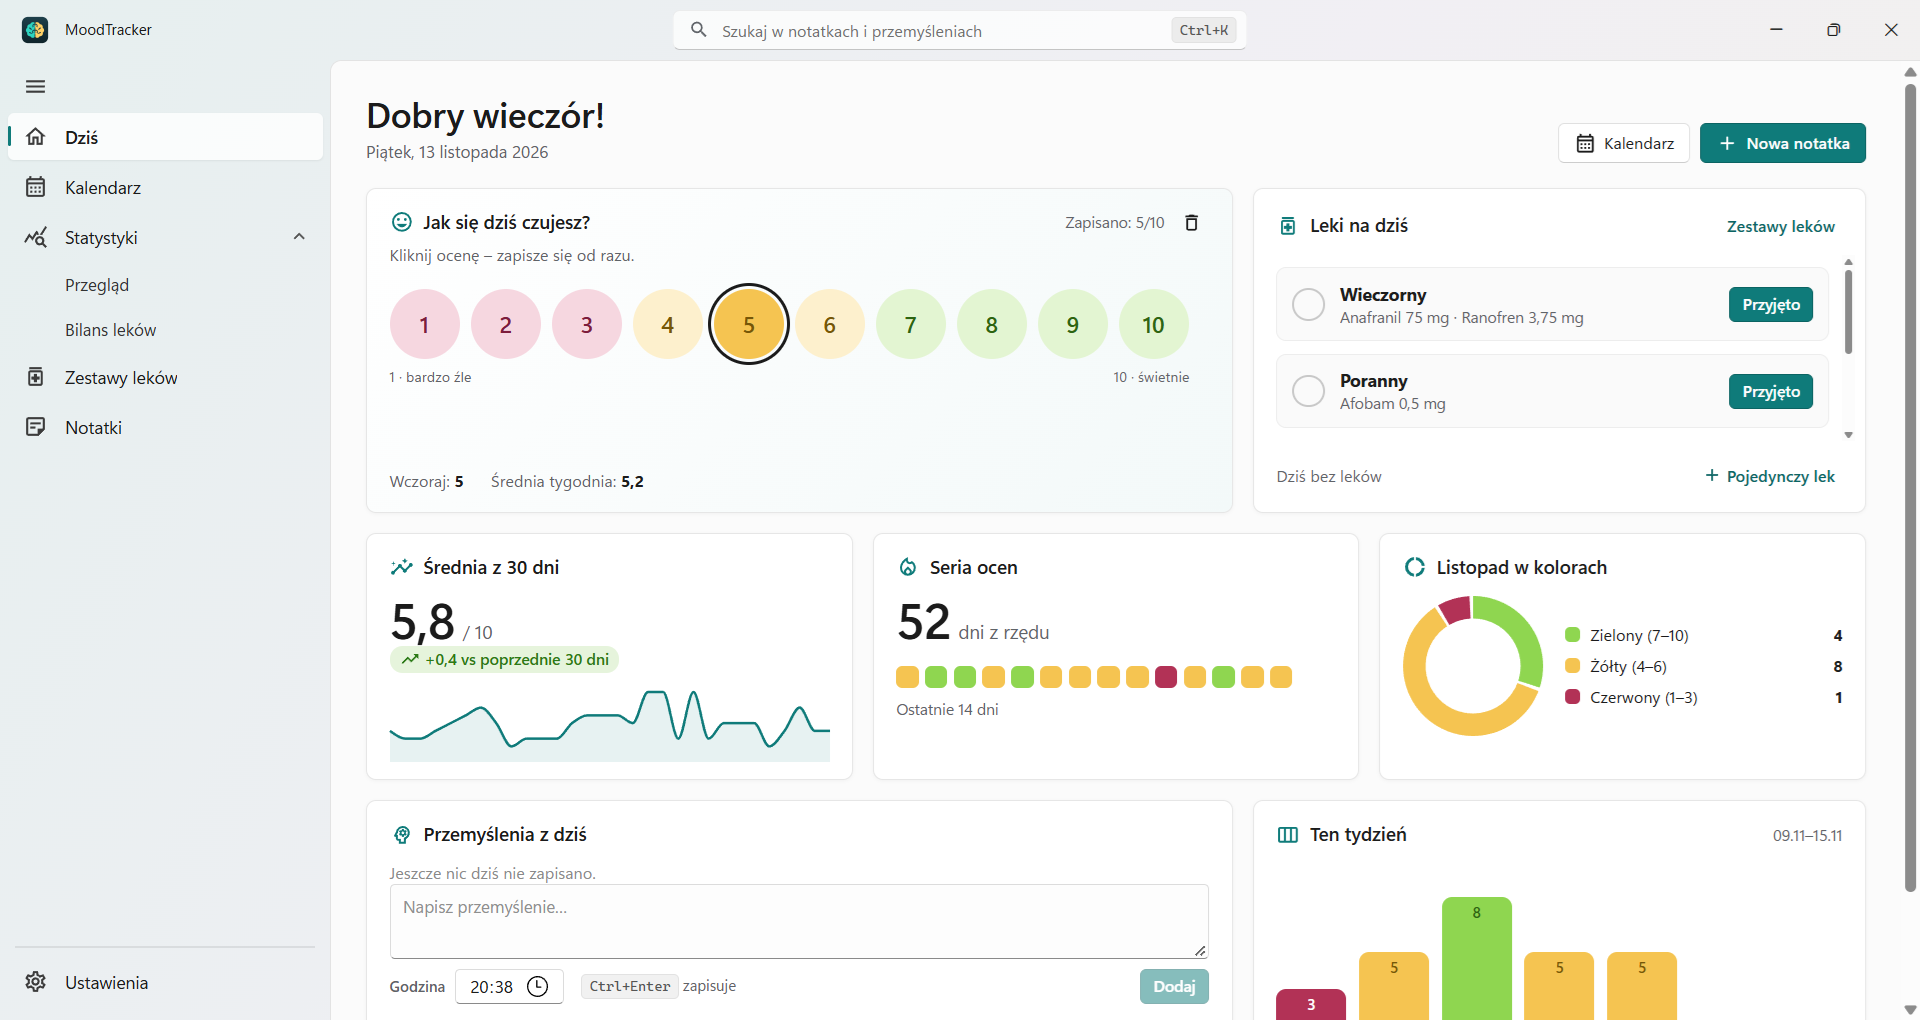 MoodTracker
Szukaj w notatkach i przemyśleniach
Ctrl+K
Dziś
Kalendarz
Statystyki
Przegląd
Bilans leków
Zestawy leków
Notatki
Ustawienia
Dobry wieczór!
Piątek, 13 listopada 2026
Kalendarz
+ Nowa notatka
Jak się dziś czujesz?
Zapisano: 5/10
Kliknij ocenę – zapisze się od razu.
1 2 3 4 5 6 7 8 9 10
1 · bardzo źle
10 · świetnie
Wczoraj: 5
Średnia tygodnia: 5,2
Leki na dziś
Zestawy leków
Wieczorny
Anafranil 75 mg · Ranofren 3,75 mg
Przyjęto
Poranny
Afobam 0,5 mg
Przyjęto
Dziś bez leków
+ Pojedynczy lek
Średnia z 30 dni
5,8 / 10
+0,4 vs poprzednie 30 dni
Seria ocen
52 dni z rzędu
Ostatnie 14 dni
Listopad w kolorach
Zielony (7–10) 4
Żółty (4–6) 8
Czerwony (1–3) 1
Przemyślenia z dziś
Jeszcze nic dziś nie zapisano.
Napisz przemyślenie...
Godzina
20:38
Ctrl+Enter zapisuje
Dodaj
Ten tydzień
09.11–15.11
3 5 8 5 5